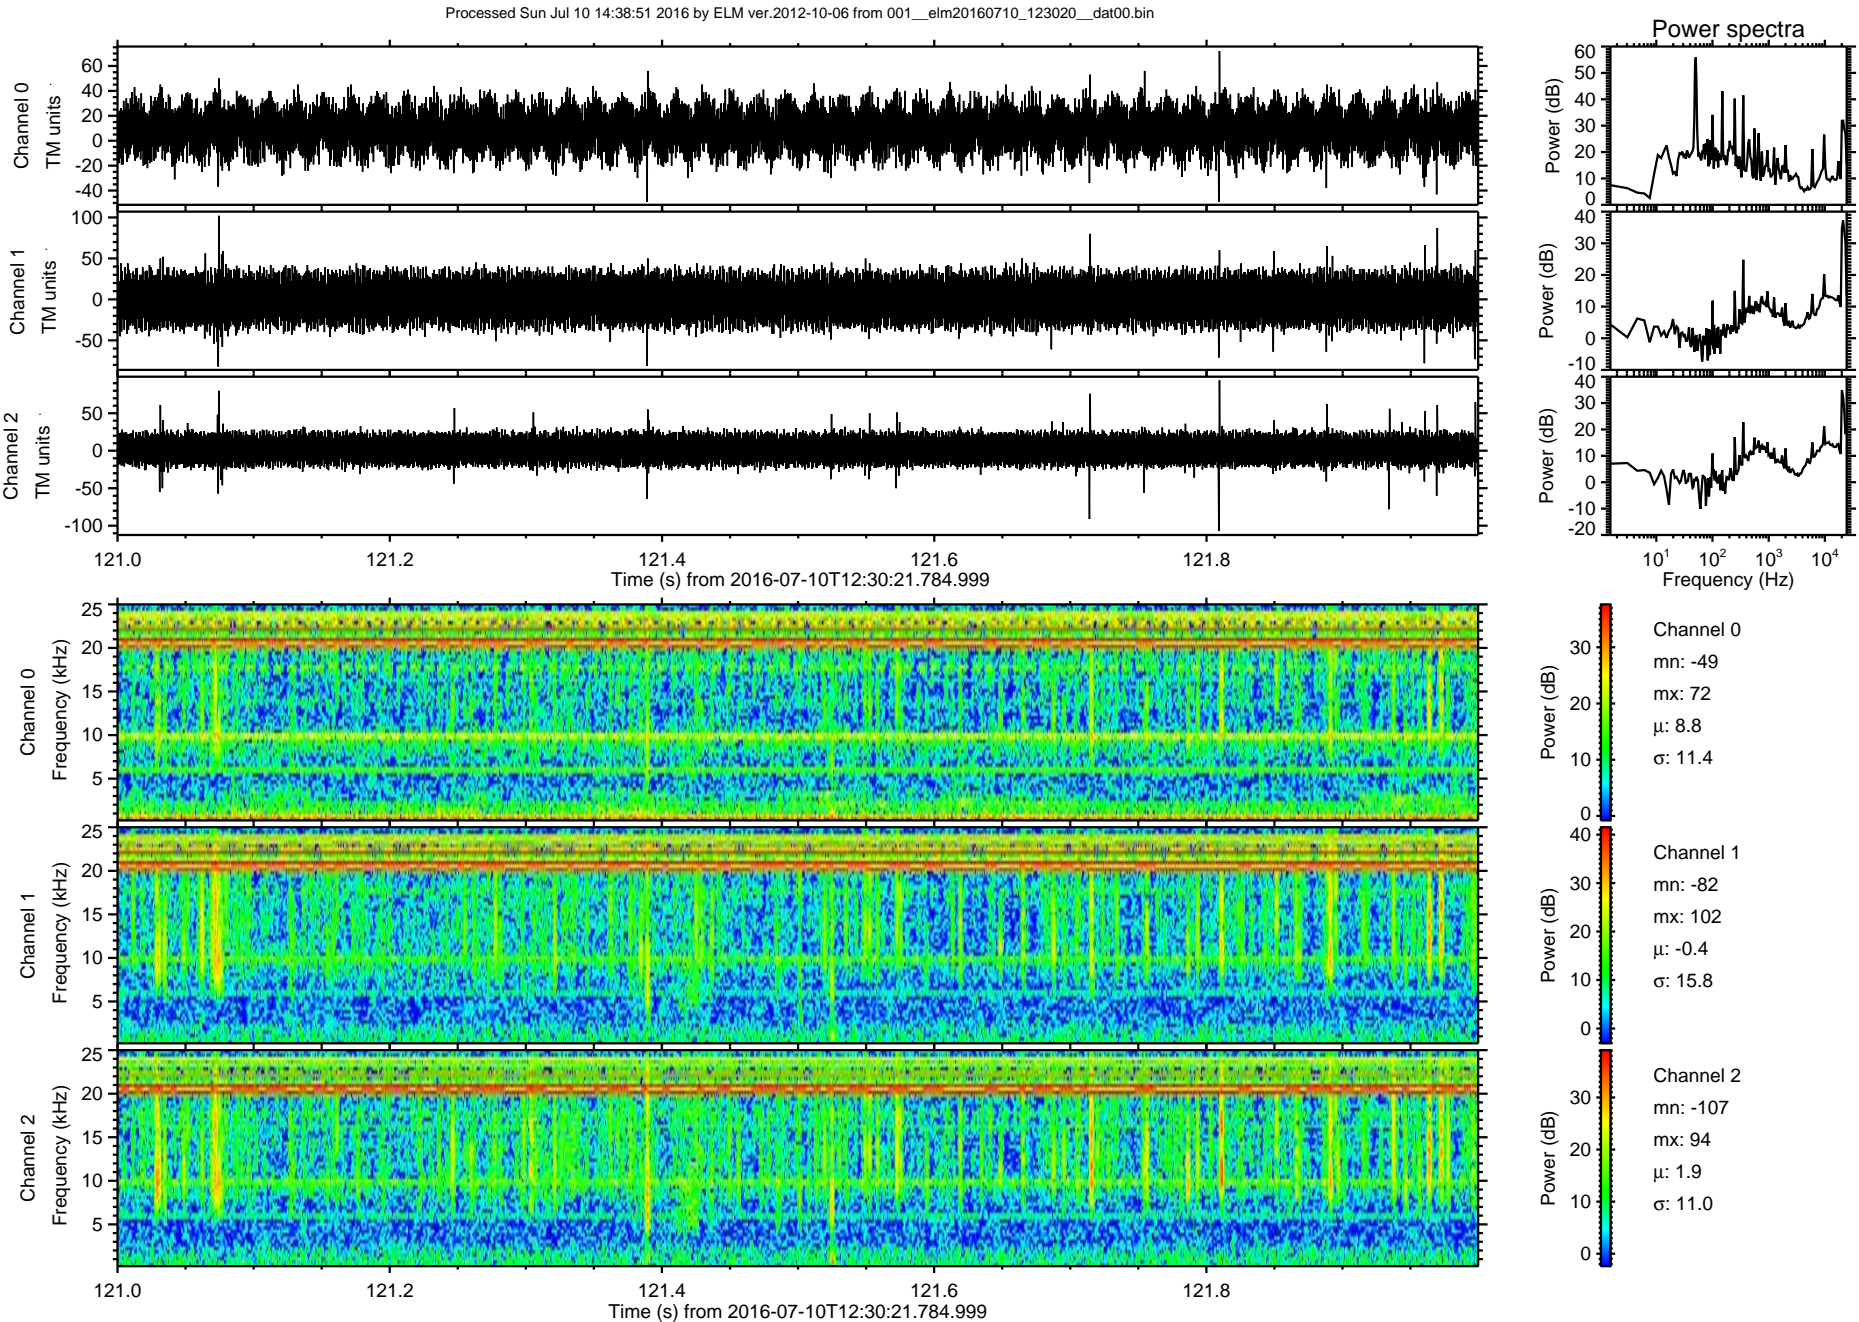 Processed Sun Jul 10 14:38:51 2016 by ELM ver.2012-10-06 from 001__elm20160710_123020__dat00.bin
Power spectra
Channel 0
TM units
60
40
20
0
-20
-40
Power (dB)
60
50
40
30
20
10
0
Channel 1
TM units
100
50
0
-50
Power (dB)
40
30
20
10
0
-10
Channel 2
TM units
50
0
-50
-100
Power (dB)
40
30
20
10
0
-10
-20
121.0 121.2 121.4 121.6 121.8
Time (s) from 2016-07-10T12:30:21.784.999
10¹ 10² 10³ 10⁴
Frequency (Hz)
Channel 0
Frequency (kHz)
25
20
15
10
5
Power (dB)
30
20
10
0
Channel 0
mn: -49
mx: 72
μ: 8.8
σ: 11.4
Channel 1
Frequency (kHz)
25
20
15
10
5
Power (dB)
40
30
20
10
0
Channel 1
mn: -82
mx: 102
μ: -0.4
σ: 15.8
Channel 2
Frequency (kHz)
25
20
15
10
5
Power (dB)
30
20
10
0
Channel 2
mn: -107
mx: 94
μ: 1.9
σ: 11.0
121.0 121.2 121.4 121.6 121.8
Time (s) from 2016-07-10T12:30:21.784.999